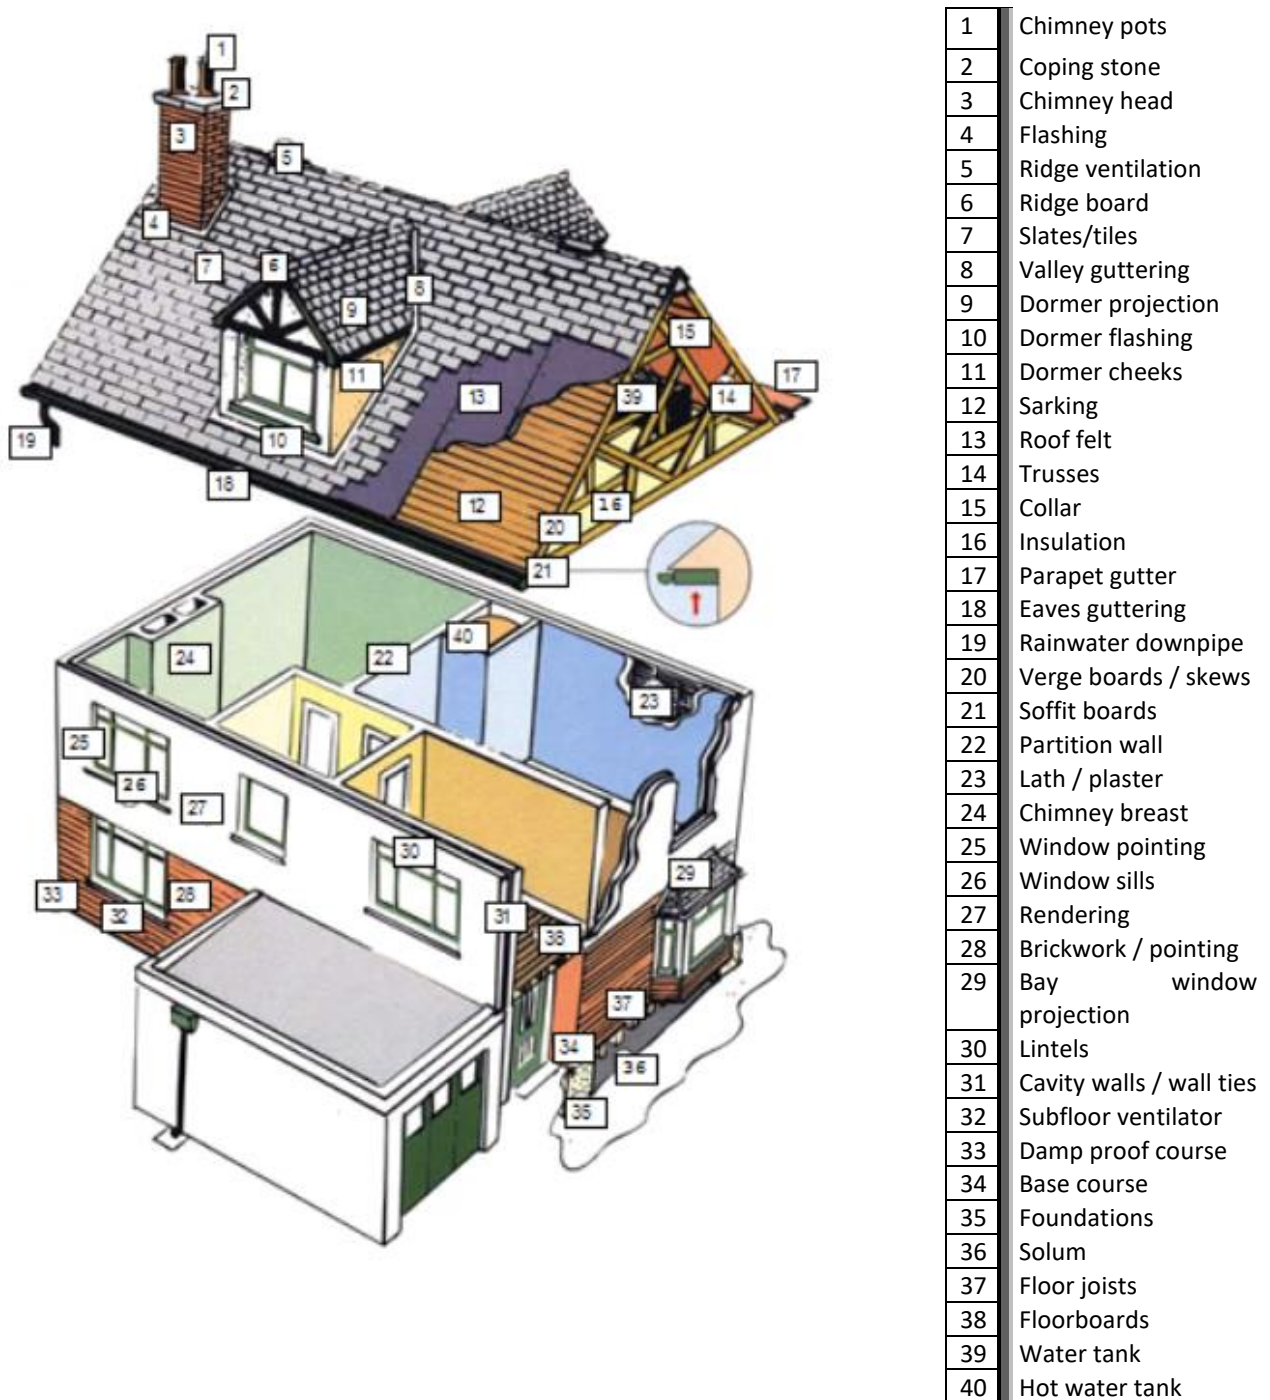 1
2
3
5
4
7
6
8
9
15
11
17
13
39
14
19
10
18
12
16
20
21
40
24
22
23
25
26
27
30
29
33
28
32
31
38
37
34
36
35
1 Chimney pots
2 Coping stone
3 Chimney head
4 Flashing
5 Ridge ventilation
6 Ridge board
7 Slates/tiles
8 Valley guttering
9 Dormer projection
10 Dormer flashing
11 Dormer cheeks
12 Sarking
13 Roof felt
14 Trusses
15 Collar
16 Insulation
17 Parapet gutter
18 Eaves guttering
19 Rainwater downpipe
20 Verge boards / skews
21 Soffit boards
22 Partition wall
23 Lath / plaster
24 Chimney breast
25 Window pointing
26 Window sills
27 Rendering
28 Brickwork / pointing
29 Bay window
projection
30 Lintels
31 Cavity walls / wall ties
32 Subfloor ventilator
33 Damp proof course
34 Base course
35 Foundations
36 Solum
37 Floor joists
38 Floorboards
39 Water tank
40 Hot water tank